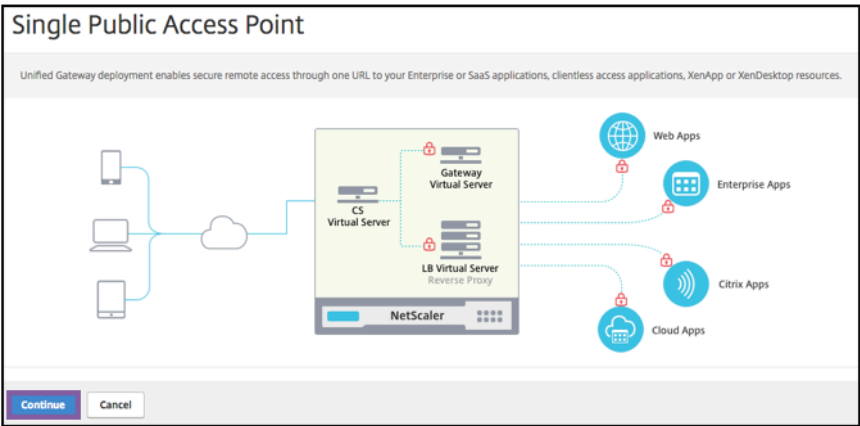 Single Public Access Point
Unified Gateway deployment enables secure remote access through one URL to your Enterprise or SaaS applications, clientless access applications, XenApp or XenDesktop resources.
Web Apps
Gateway
Virtual Server
Enterprise Apps
CS
Virtual Server
LB Virtual Server
Reverse Proxy
Citrix Apps
NetScaler
Cloud Apps
Continue
Cancel